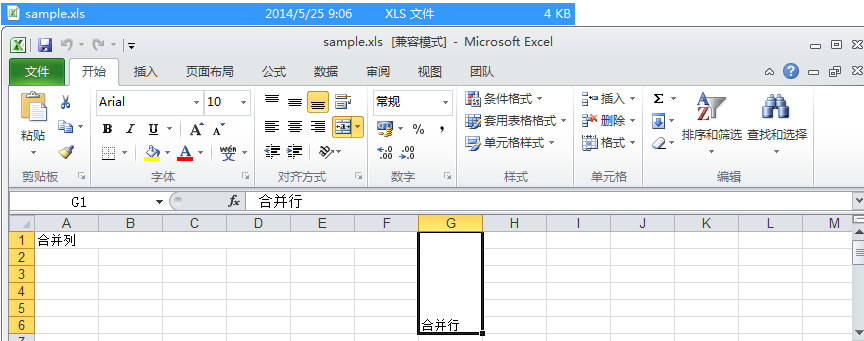 sample.xls 2014/5/25 9:06 XLS 文件 4 KB
sample.xls [兼容模式] - Microsoft Excel
文件 开始 插入 页面布局 公式 数据 审阅 视图 团队
Arial 10 常规 条件格式 插入 Σ
粘贴 B I U A A % , 套用表格格式 删除 排序和筛选 查找和选择
A wén 文 .00 .0 单元格样式 格式
剪贴板 字体 对齐方式 数字 样式 单元格 编辑
G1 fx 合并行
A B C D E F G H I J K L M
1 合并列
2
3
4
5
6 合并行
7